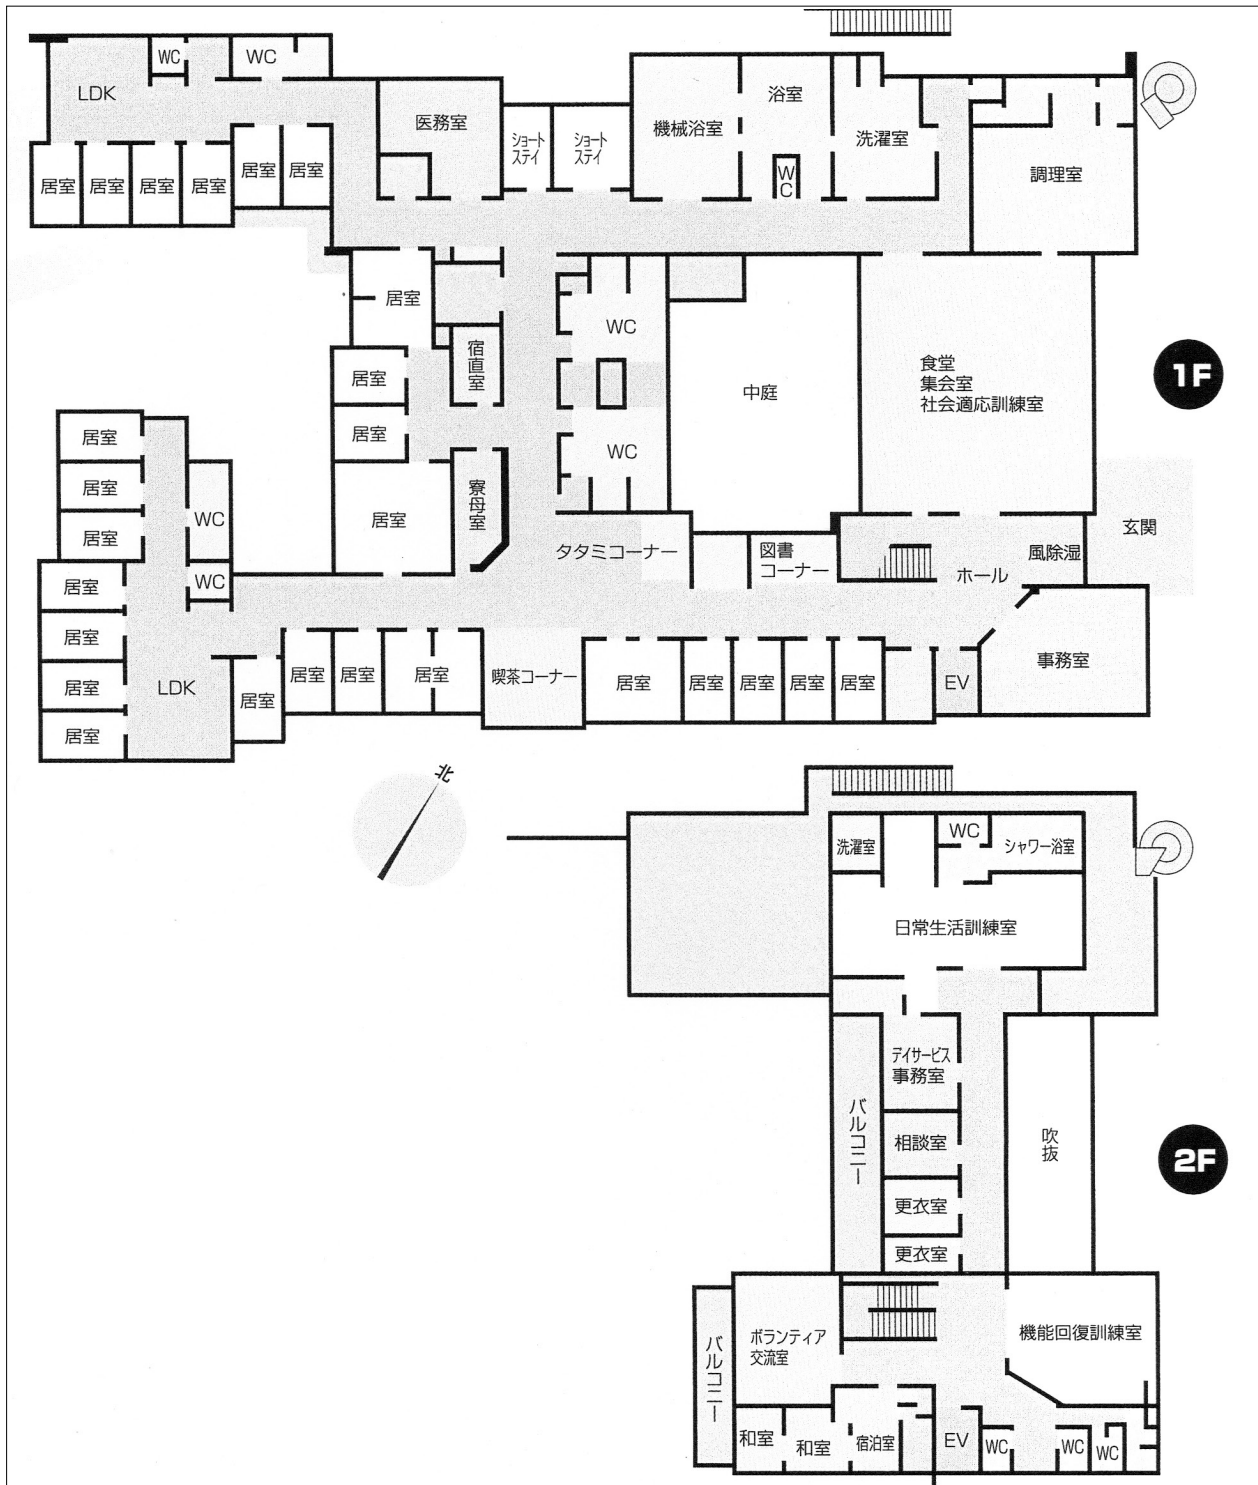 WC
WC
LDK
浴室
医務室
機械浴室
ショート
ステイ
ショート
ステイ
洗濯室
WC
調理室
居室
居室
居室
居室
居室
居室
居室
WC
宿直室
1F
食堂
集会室
社会適応訓練室
中庭
居室
居室
居室
居室
居室
WC
WC
寮母室
居室
タタミコーナー
図書
コーナー
玄関
風除湿
ホール
居室
WC
居室
居室
居室
居室
LDK
居室
居室
居室
居室
喫茶コーナー
居室
居室
居室
居室
居室
EV
事務室
北
洗濯室
WC
シャワー浴室
日常生活訓練室
デイサービス
事務室
バルコニー
相談室
吹抜
2F
更衣室
更衣室
ボランティア
交流室
機能回復訓練室
バルコニー
和室
和室
宿泊室
EV
WC
WC
WC